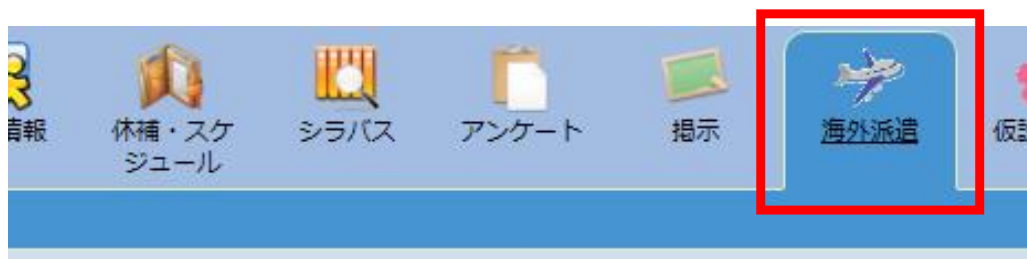 情報
休補・スケ
ジュール
シラバス
アンケート
掲示
海外派遣